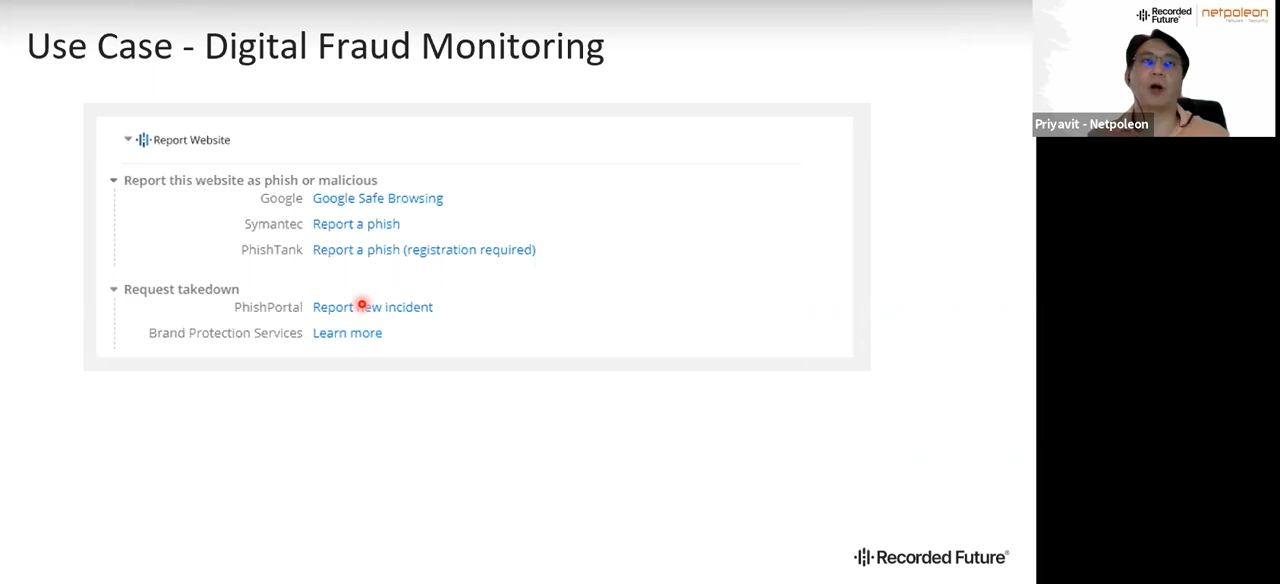 Use Case - Digital Fraud Monitoring
Recorded Future® netpoleon
Priyavit - Netpoleon
Report Website
Report this website as phish or malicious
Google Google Safe Browsing
Symantec Report a phish
PhishTank Report a phish (registration required)
Request takedown
PhishPortal Report new incident
Brand Protection Services Learn more
Recorded Future®